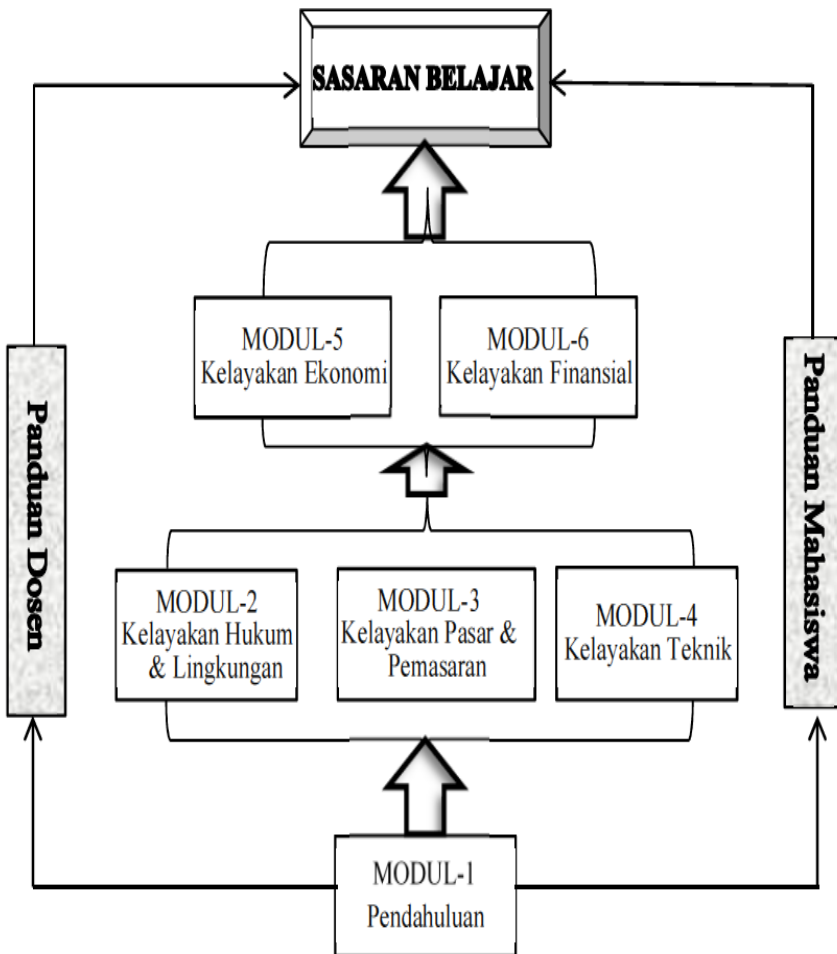 SASARAN BELAJAR
MODUL-5
Kelayakan Ekonomi
MODUL-6
Kelayakan Finansial
Panduan Dosen
Panduan Mahasiswa
MODUL-2
Kelayakan Hukum
& Lingkungan
MODUL-3
Kelayakan Pasar &
Pemasaran
MODUL-4
Kelayakan Teknik
MODUL-1
Pendahuluan